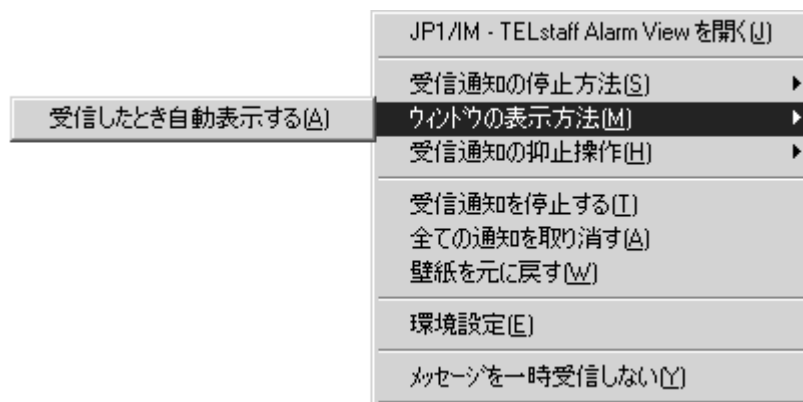 JP1/IM - TELstaff Alarm View を開く(J)
受信通知の停止方法(S)
ウィンドウの表示方法(M)
受信したとき自動表示する(A)
受信通知の抑止操作(H)
受信通知を停止する(T)
全ての通知を取り消す(A)
壁紙を元に戻す(W)
環境設定(E)
メッセージを一時受信しない(Y)